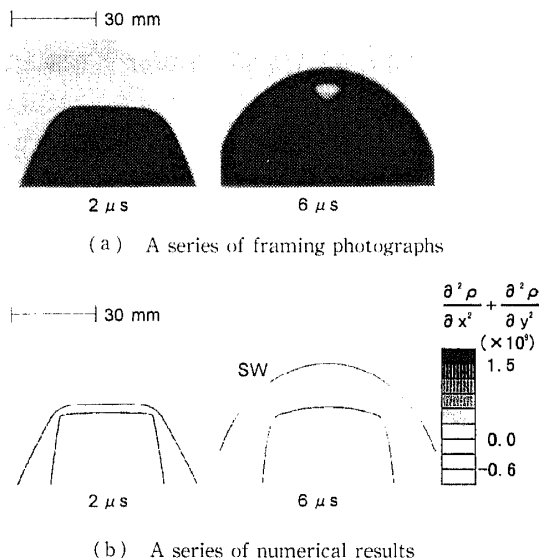 30 mm
2 μs 6 μs
(a) A series of framing photographs
30 mm
∂²ρ/∂x² + ∂²ρ/∂y²
(×10⁹)
SW
1.5
0.0
-0.6
2 μs 6 μs
(b) A series of numerical results